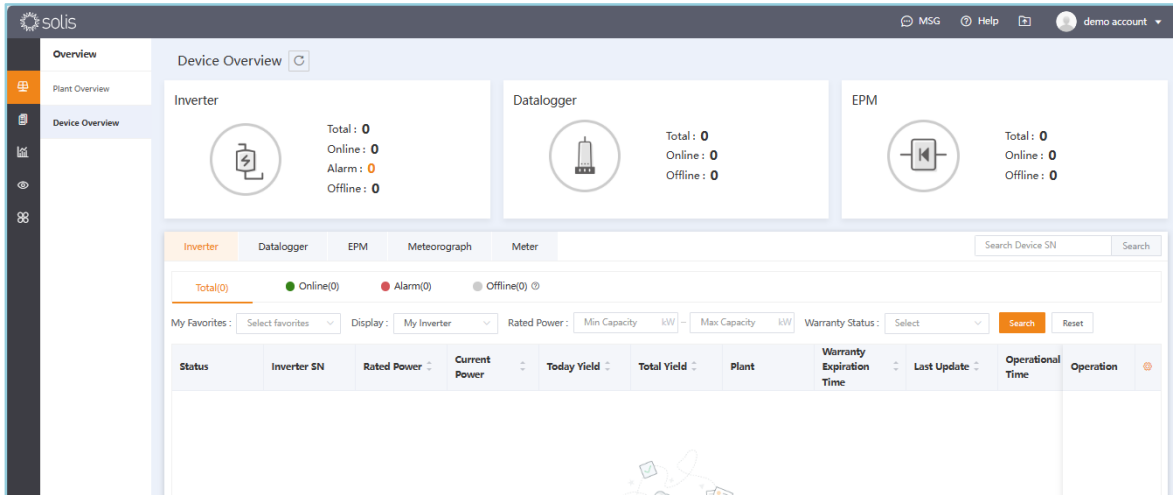 solis
MSG Help demo account
Overview
Plant Overview
Device Overview
Device Overview
Inverter
Total : 0
Online : 0
Alarm : 0
Offline : 0
Datalogger
Total : 0
Online : 0
Offline : 0
EPM
Total : 0
Online : 0
Offline : 0
Inverter Datalogger EPM Meteorograph Meter Search Device SN Search
Total(0) Online(0) Alarm(0) Offline(0)
My Favorites : Select favorites Display : My Inverter Rated Power : Min Capacity kW – Max Capacity kW Warranty Status : Select Search Reset
Status Inverter SN Rated Power Current Power Today Yield Total Yield Plant Warranty Expiration Time Last Update Operational Time Operation